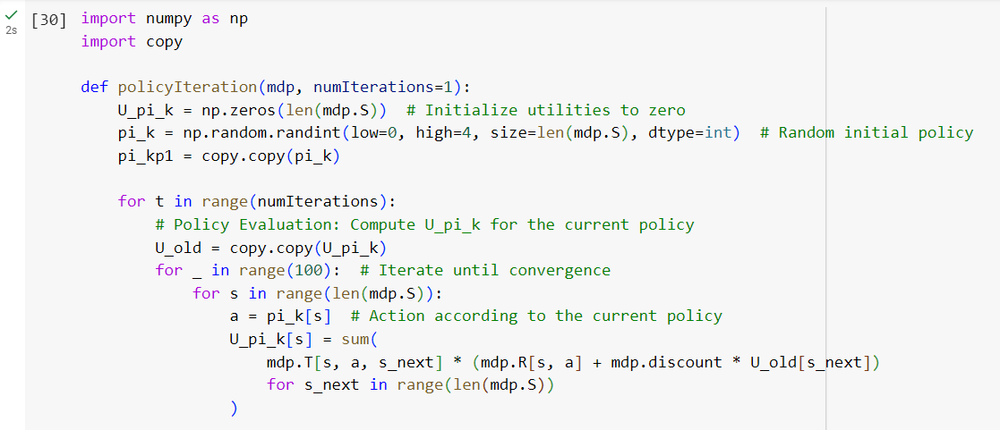 [30] import numpy as np
2s
import copy

def policyIteration(mdp, numIterations=1):
    U_pi_k = np.zeros(len(mdp.S))  # Initialize utilities to zero
    pi_k = np.random.randint(low=0, high=4, size=len(mdp.S), dtype=int)  # Random initial policy
    pi_kp1 = copy.copy(pi_k)

    for t in range(numIterations):
        # Policy Evaluation: Compute U_pi_k for the current policy
        U_old = copy.copy(U_pi_k)
        for _ in range(100):  # Iterate until convergence
            for s in range(len(mdp.S)):
                a = pi_k[s]  # Action according to the current policy
                U_pi_k[s] = sum(
                    mdp.T[s, a, s_next] * (mdp.R[s, a] + mdp.discount * U_old[s_next])
                    for s_next in range(len(mdp.S))
                )